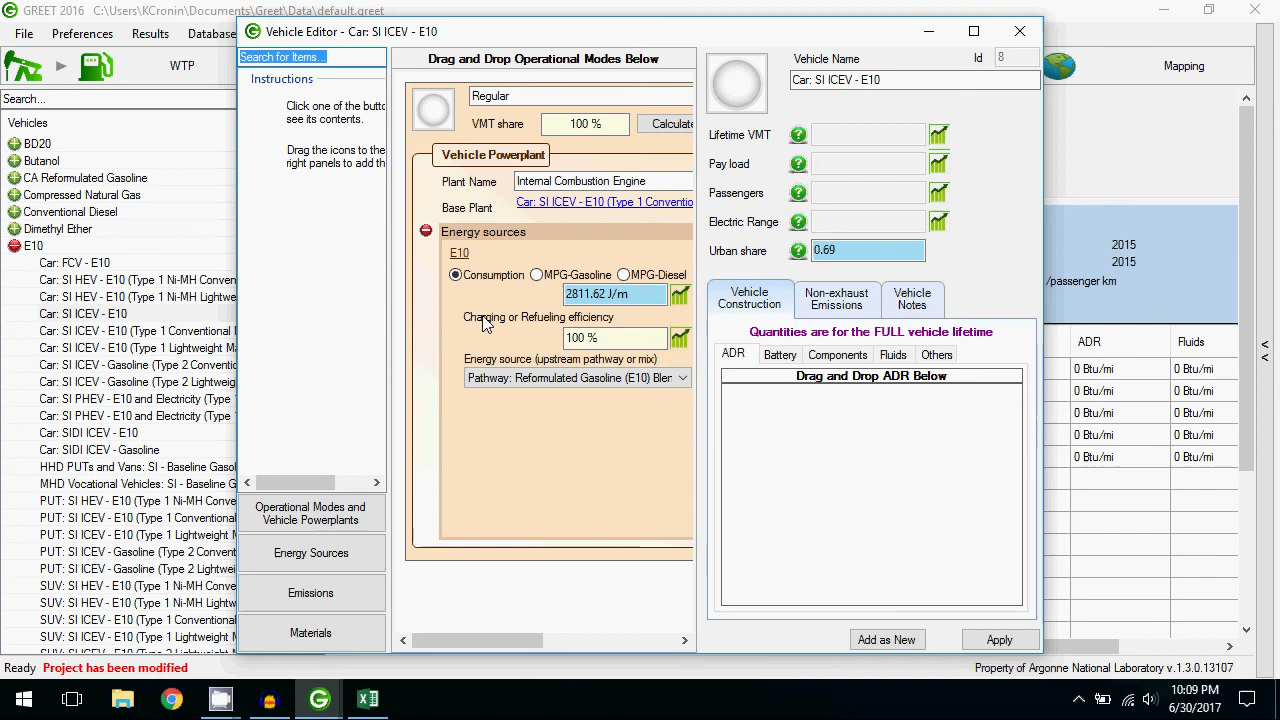 GREET 2016 - C:\Users\KCronin\Documents\Greet\Data\default.greet
File Preferences Results Database
WTP
Mapping
Search...
Vehicles
BD20
Butanol
CA Reformulated Gasoline
Compressed Natural Gas
Conventional Diesel
Dimethyl Ether
E10
Car: FCV - E10
Car: SI HEV - E10 (Type 1 Ni-MH Conven
Car: SI HEV - E10 (Type 1 Ni-MH Lightwe
Car: SI ICEV - E10
Car: SI ICEV - E10 (Type 1 Conventional
Car: SI ICEV - E10 (Type 1 Lightweight M
Car: SI ICEV - Gasoline (Type 2 Convent
Car: SI ICEV - Gasoline (Type 2 Lightwei
Car: SI PHEV - E10 and Electricity (Type
Car: SI PHEV - E10 and Electricity (Type
Car: SIDI ICEV - E10
Car: SIDI ICEV - Gasoline
HHD PUTs and Vans: SI - Baseline Gasol
MHD Vocational Vehicles: SI - Baseline G
PUT: SI HEV - E10 (Type 1 Ni-MH Conven
PUT: SI ICEV - E10 (Type 1 Conventional
PUT: SI ICEV - E10 (Type 1 Lightweight M
PUT: SI ICEV - Gasoline (Type 2 Convent
PUT: SI ICEV - Gasoline (Type 2 Lightwei
SUV: SI HEV - E10 (Type 1 Ni-MH Conven
SUV: SI HEV - E10 (Type 1 Ni-MH Lightwe
SUV: SI ICEV - E10 (Type 1 Conventional
SUV: SI ICEV - E10 (Type 1 Lightweight M
Vehicle Editor - Car: SI ICEV - E10
Search for Items...
Instructions
Click one of the butto
see its contents.
Drag the icons to the
right panels to add th
Operational Modes and
Vehicle Powerplants
Energy Sources
Emissions
Materials
Drag and Drop Operational Modes Below
Regular
VMT share 100 % Calculate
Vehicle Powerplant
Plant Name Internal Combustion Engine
Base Plant Car: SI ICEV - E10 (Type 1 Conventio
Energy sources
E10
Consumption MPG-Gasoline MPG-Diesel
2811.62 J/m
Charging or Refueling efficiency
100 %
Energy source (upstream pathway or mix)
Pathway: Reformulated Gasoline (E10) Bler
Vehicle Name Id 8
Car: SI ICEV - E10
Lifetime VMT
Pay load
Passengers
Electric Range
Urban share 0.69
Vehicle
Construction
Non-exhaust
Emissions
Vehicle
Notes
Quantities are for the FULL vehicle lifetime
ADR Battery Components Fluids Others
Drag and Drop ADR Below
Add as New Apply
2015
2015
/passenger km
ADR Fluids
0 Btu/mi 0 Btu/mi
0 Btu/mi 0 Btu/mi
0 Btu/mi 0 Btu/mi
0 Btu/mi 0 Btu/mi
0 Btu/mi 0 Btu/mi
Ready Project has been modified
Property of Argonne National Laboratory v.1.3.0.13107
10:09 PM
6/30/2017